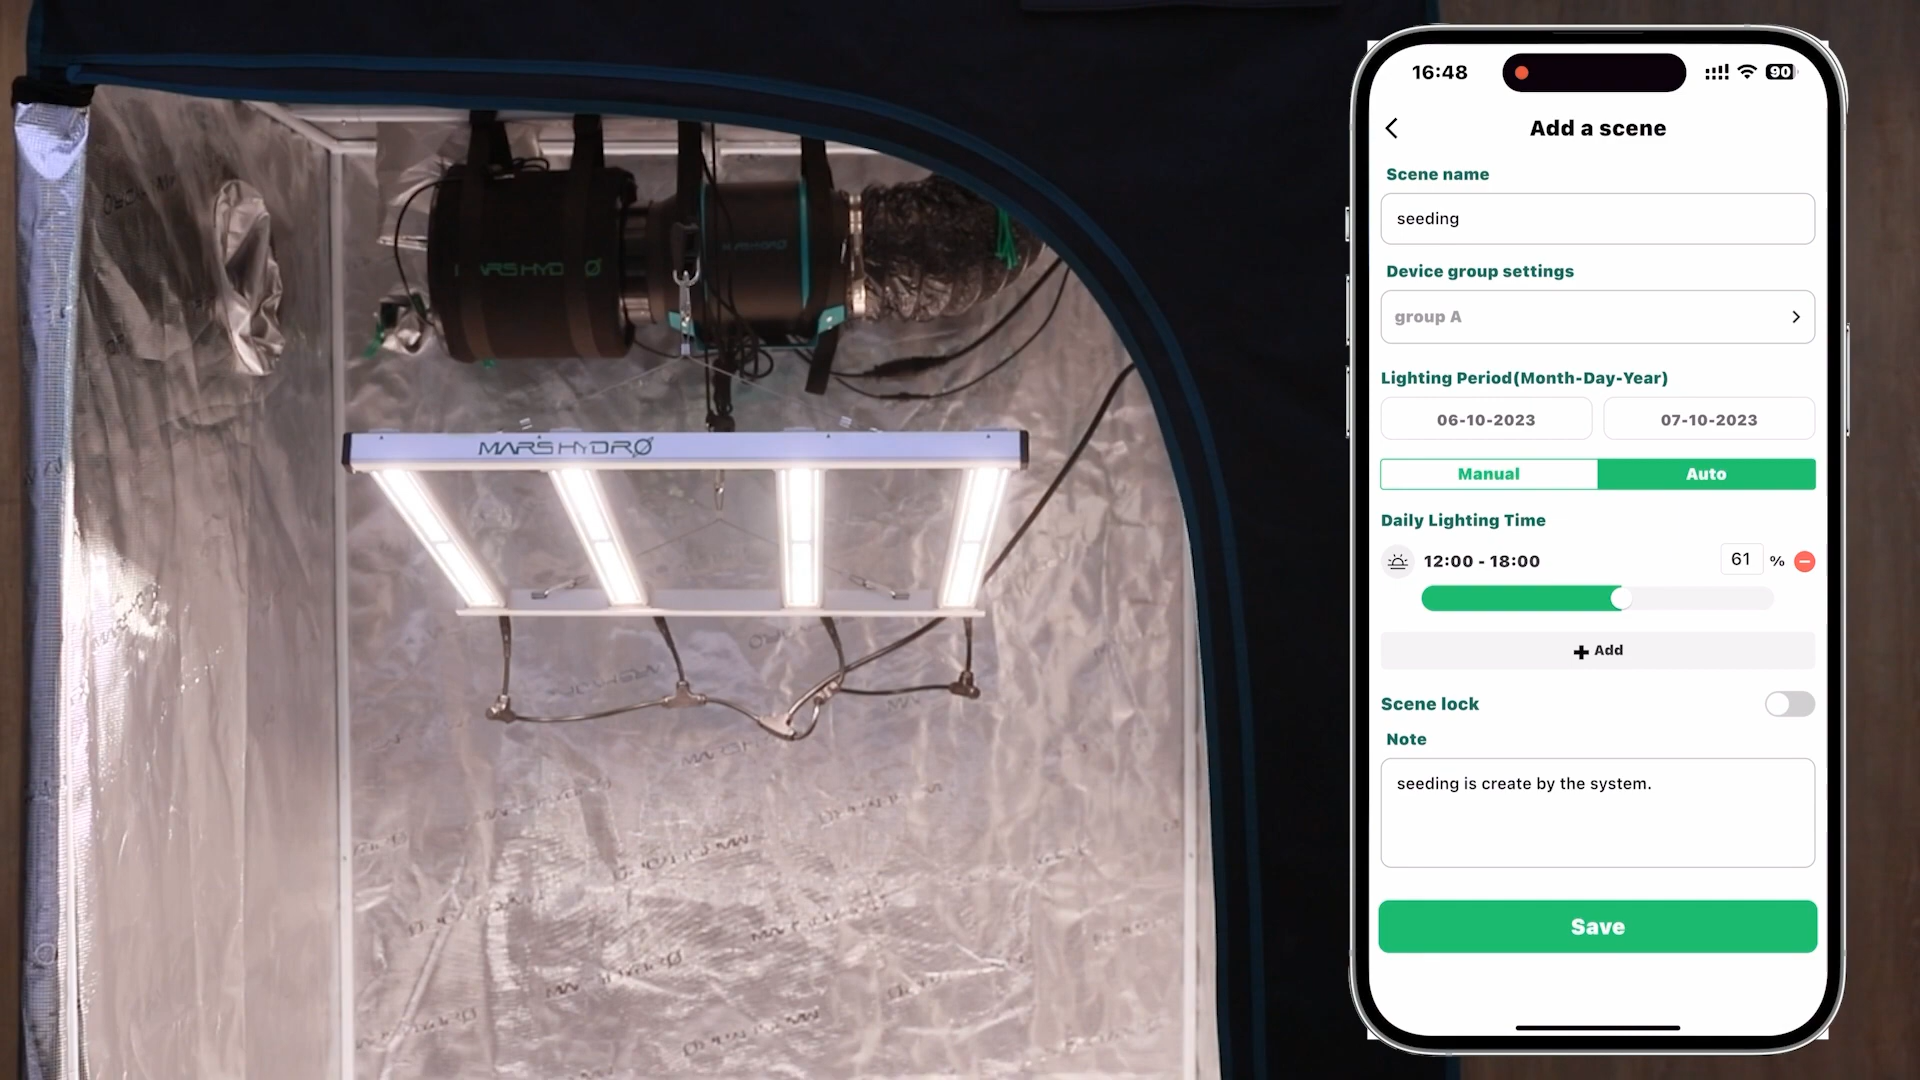 MARS HYDRO
MARS HYDRO
16:48
90
Add a scene
Scene name
seeding
Device group settings
group A
Lighting Period(Month-Day-Year)
06-10-2023
07-10-2023
Manual
Auto
Daily Lighting Time
12:00 - 18:00
61 %
+ Add
Scene lock
Note
seeding is create by the system.
Save